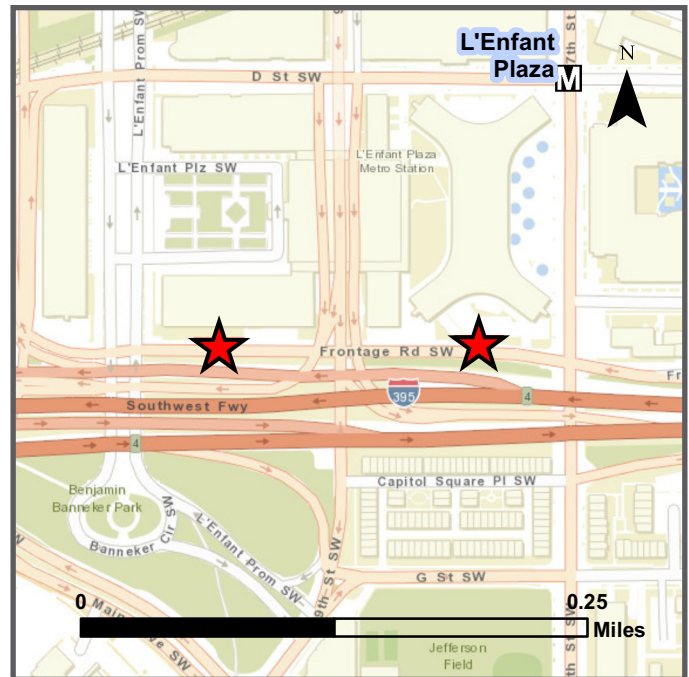 L'Enfant
Plaza
7th St
M
N
D St SW
L'Enfant Prom SW
L'Enfant Plz SW
L'Enfant Plaza
Metro Station
Frontage Rd SW
Fr
4
395
Southwest Fwy
4
Capitol Square Pl SW
Benjamin
Banneker Park
Banneker Cir SW
L'Enfant Prom SW
9th St SW
G St SW
0
0.25
Miles
Jefferson
Field